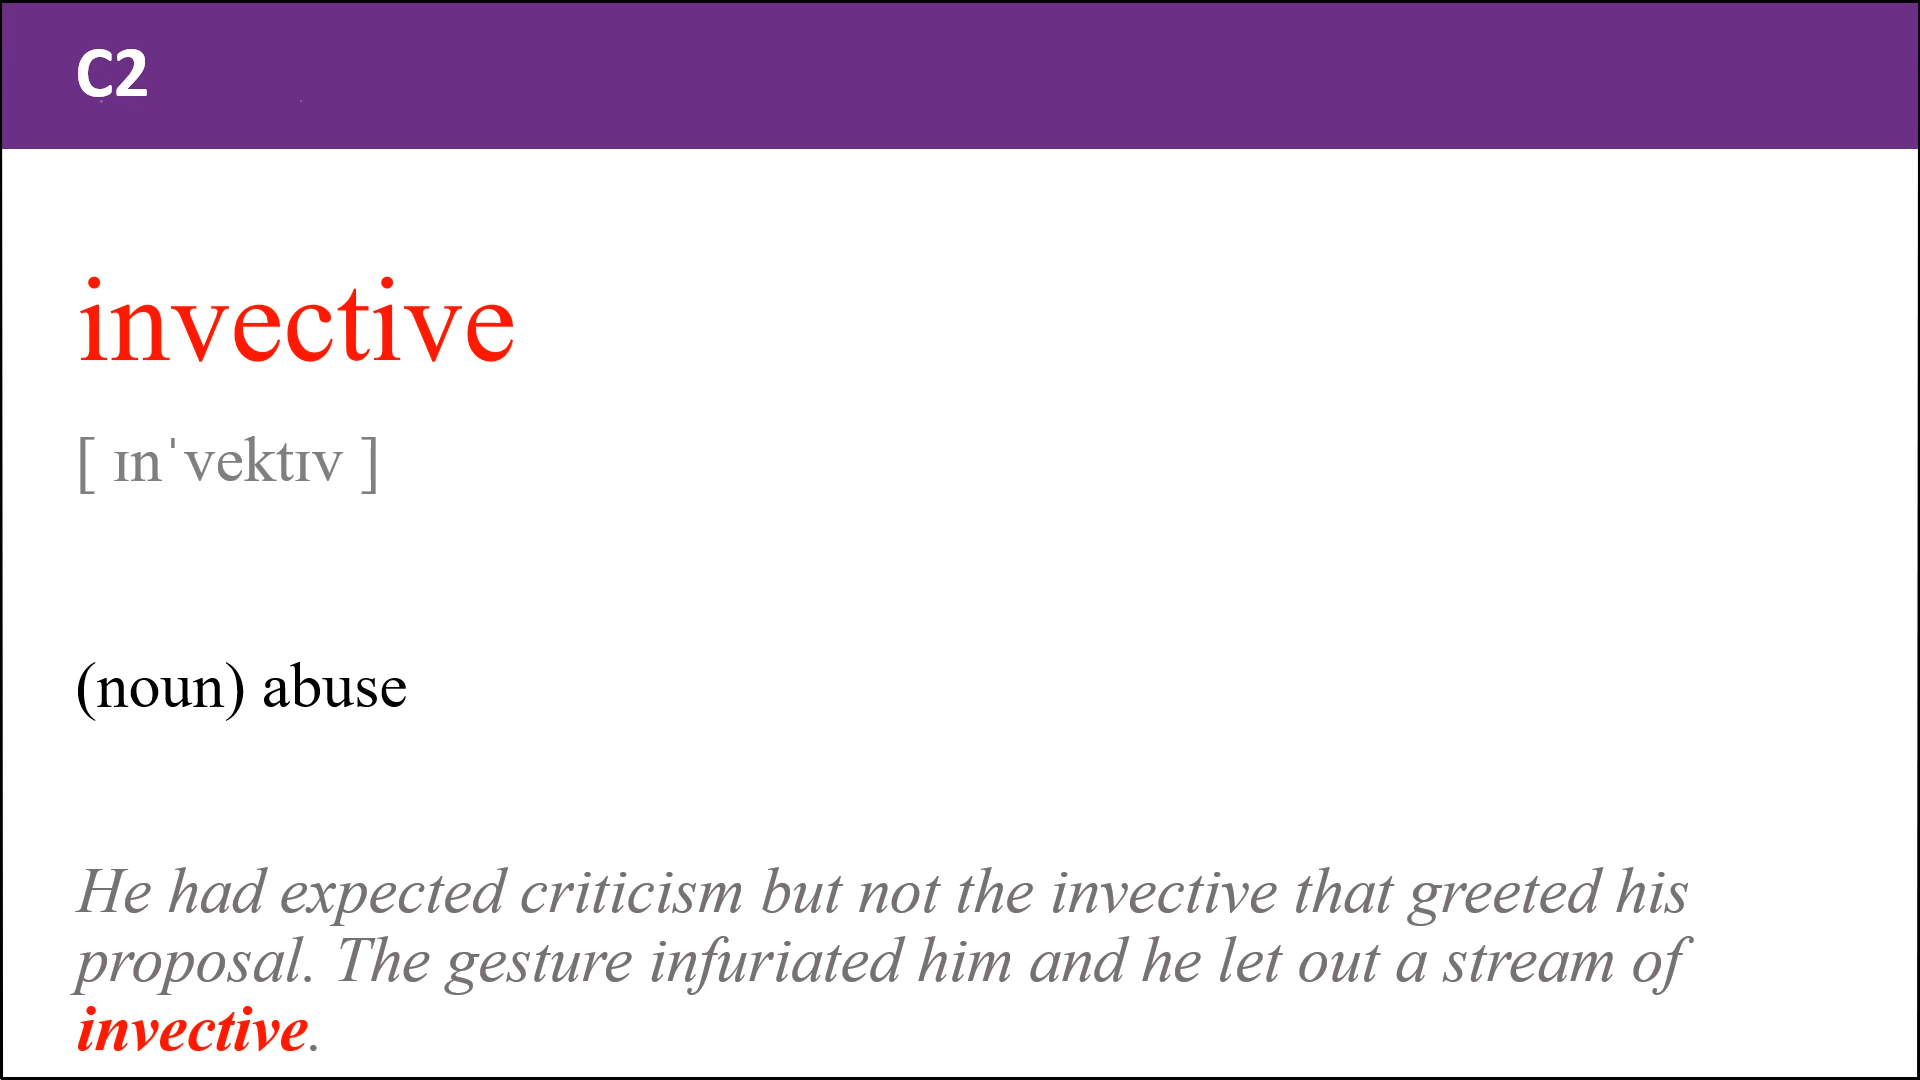 C2
invective
[ ɪnˈvektɪv ]
(noun) abuse
He had expected criticism but not the invective that greeted his
proposal. The gesture infuriated him and he let out a stream of
invective.